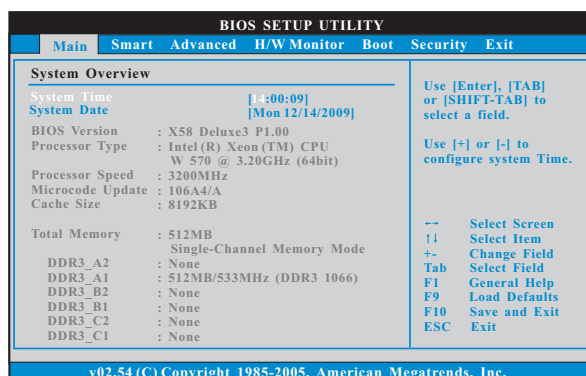 BIOS SETUP UTILITY
Main Smart Advanced H/W Monitor Boot Security Exit
System Overview
System Time [14:00:09]
System Date [Mon 12/14/2009]
BIOS Version : X58 Deluxe3 P1.00
Processor Type : Intel(R) Xeon(TM) CPU
W 570 @ 3.20GHz (64bit)
Processor Speed : 3200MHz
Microcode Update : 106A4/A
Cache Size : 8192KB
Total Memory : 512MB
Single-Channel Memory Mode
DDR3_A2 : None
DDR3_A1 : 512MB/533MHz (DDR3 1066)
DDR3_B2 : None
DDR3_B1 : None
DDR3_C2 : None
DDR3_C1 : None
Use [Enter], [TAB]
or [SHIFT-TAB] to
select a field.
Use [+] or [-] to
configure system Time.
←→ Select Screen
↑↓ Select Item
+- Change Field
Tab Select Field
F1 General Help
F9 Load Defaults
F10 Save and Exit
ESC Exit
v02.54 (C) Copyright 1985-2005, American Megatrends, Inc.